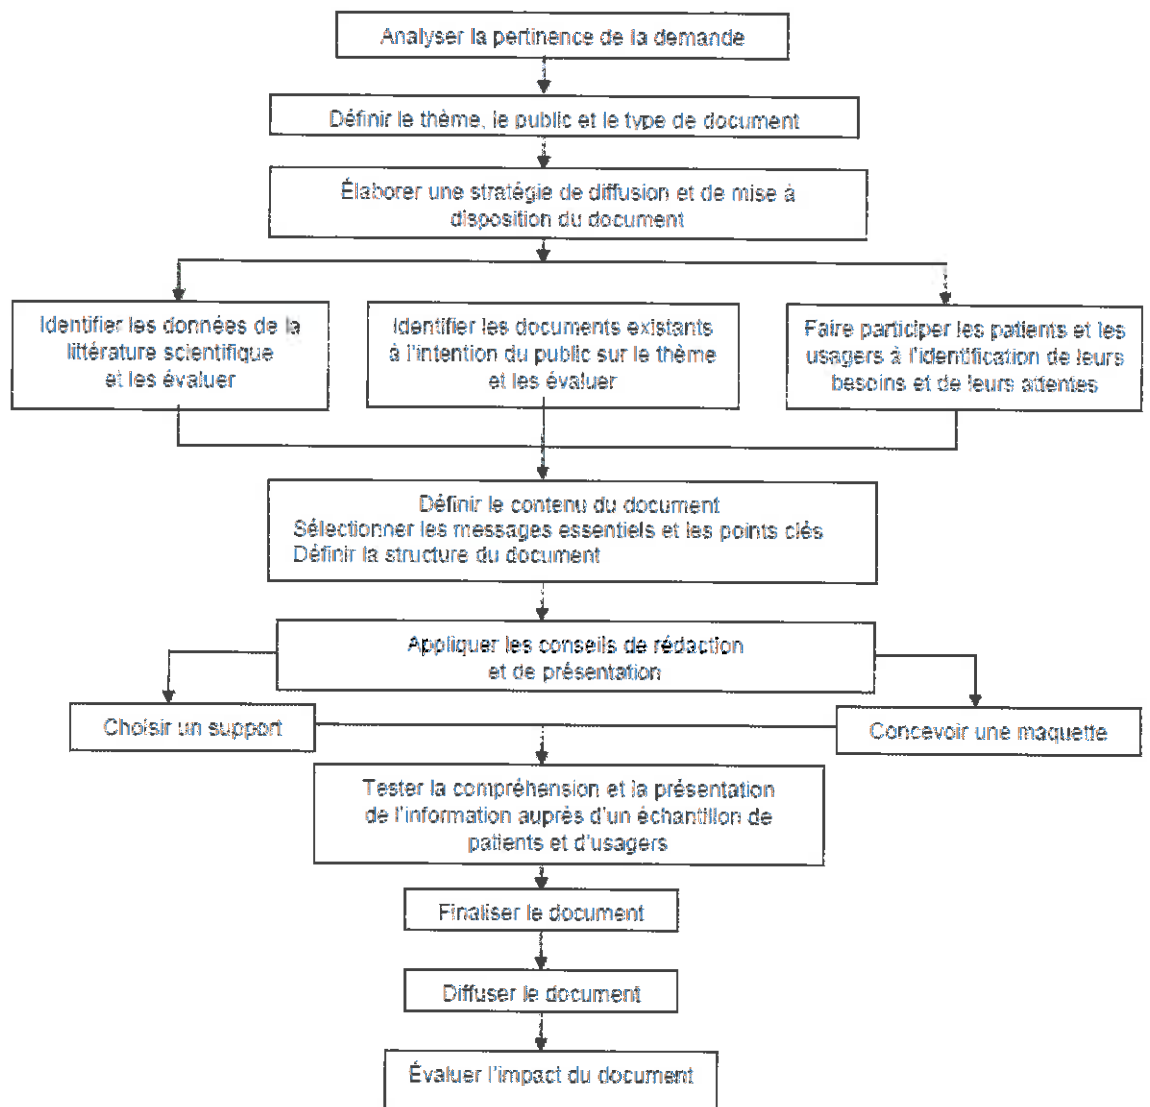 Analyser la pertinence de la demande
Définir le thème, le public et le type de document
Élaborer une stratégie de diffusion et de mise à
disposition du document
Identifier les données de la
littérature scientifique
et les évaluer
Identifier les documents existants
à l'intention du public sur le thème
et les évaluer
Faire participer les patients et les
usagers à l'identification de leurs
besoins et de leurs attentes
Définir le contenu du document
Sélectionner les messages essentiels et les points clés
Définir la structure du document
Appliquer les conseils de rédaction
et de présentation
Choisir un support
Concevoir une maquette
Tester la compréhension et la présentation
de l'information auprès d'un échantillon de
patients et d'usagers
Finaliser le document
Diffuser le document
Évaluer l'impact du document